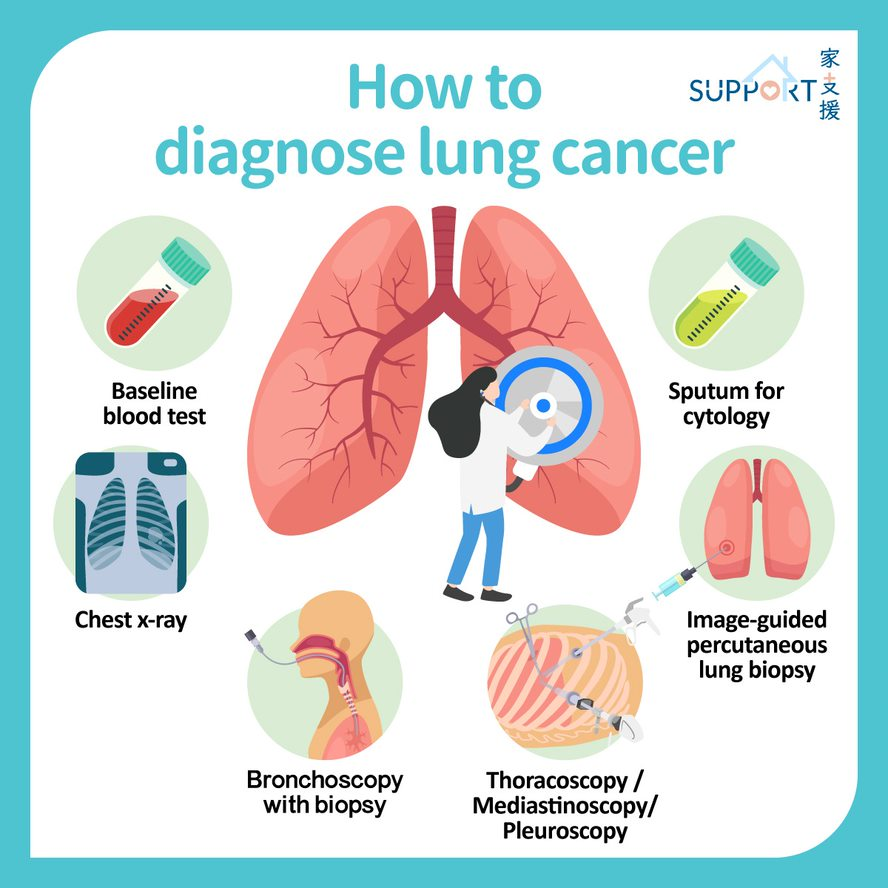 How to
diagnose lung cancer
SUPPORT
家
支
援
Baseline
blood test
Sputum for
cytology
Chest x-ray
Image-guided
percutaneous
lung biopsy
Bronchoscopy
with biopsy
Thoracoscopy /
Mediastinoscopy/
Pleuroscopy